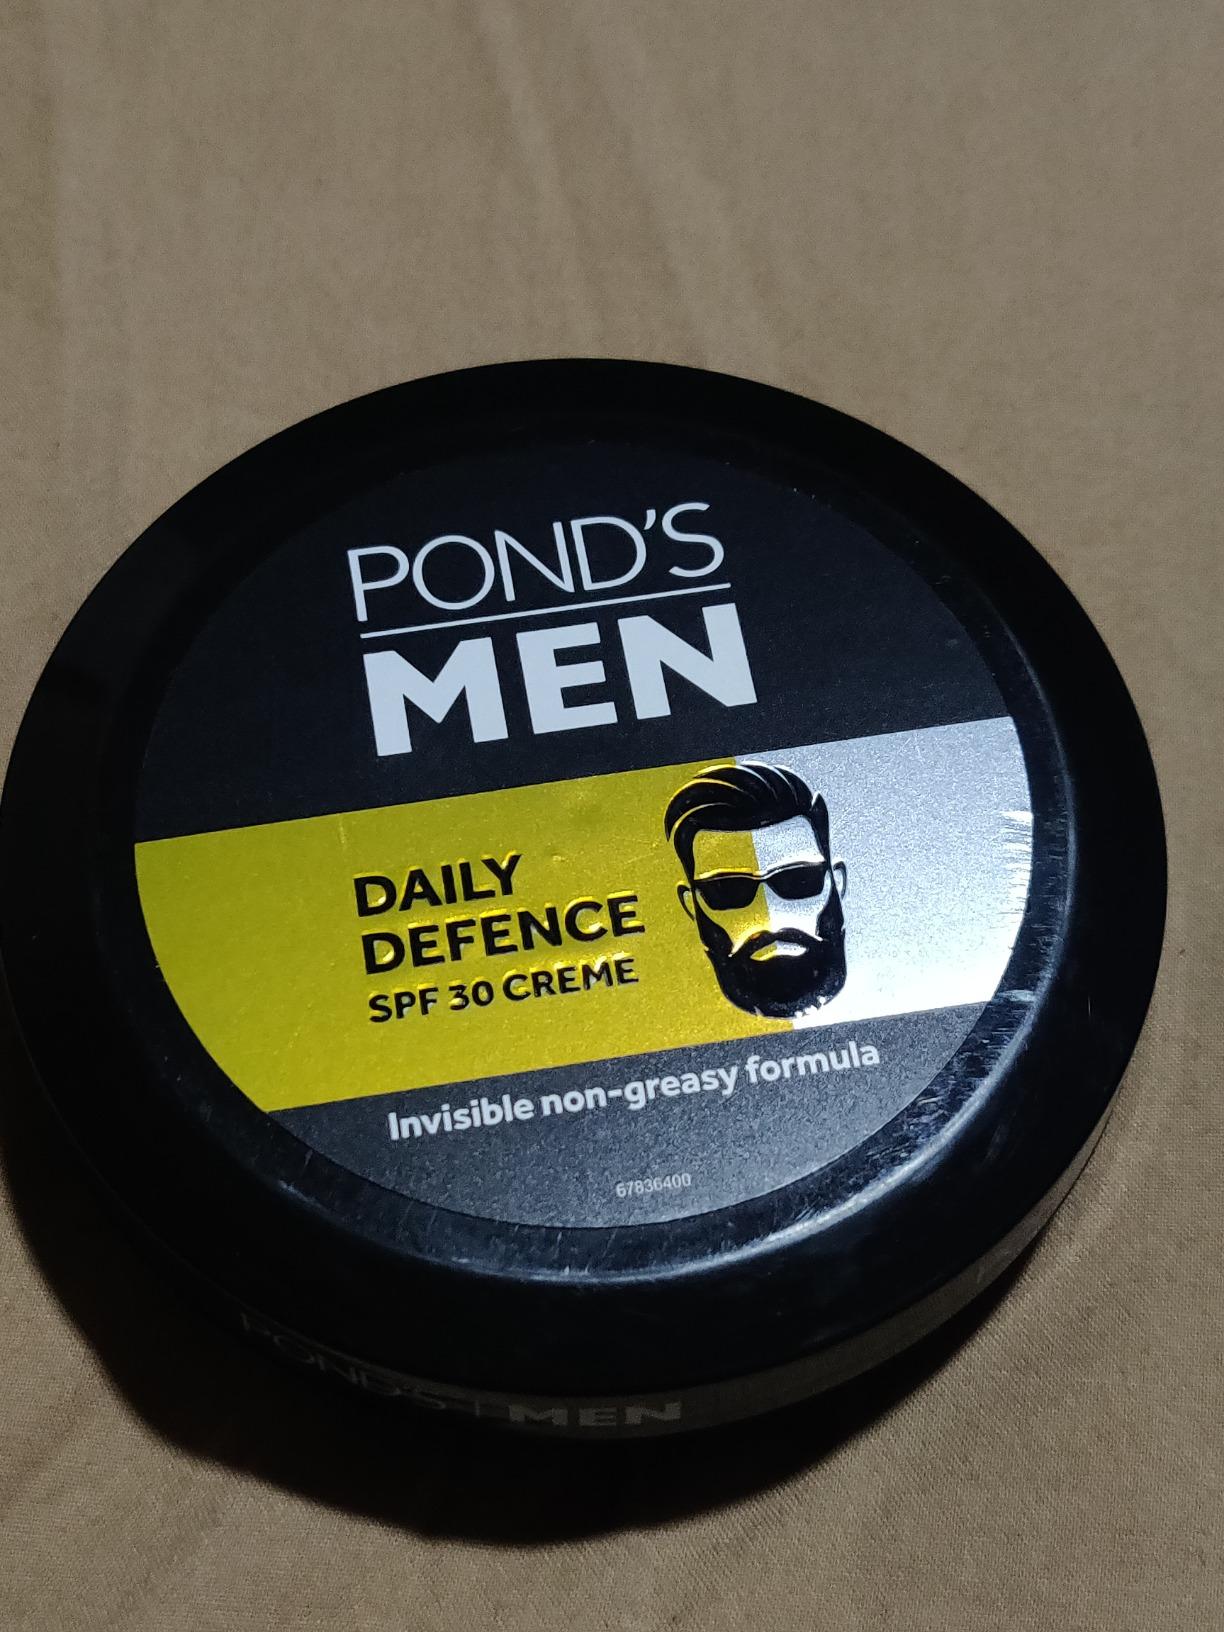 POND'S
MEN
DAILY
DEFENCE
SPF 30 CREME
Invisible non-greasy formula
67836400
POND'S MEN